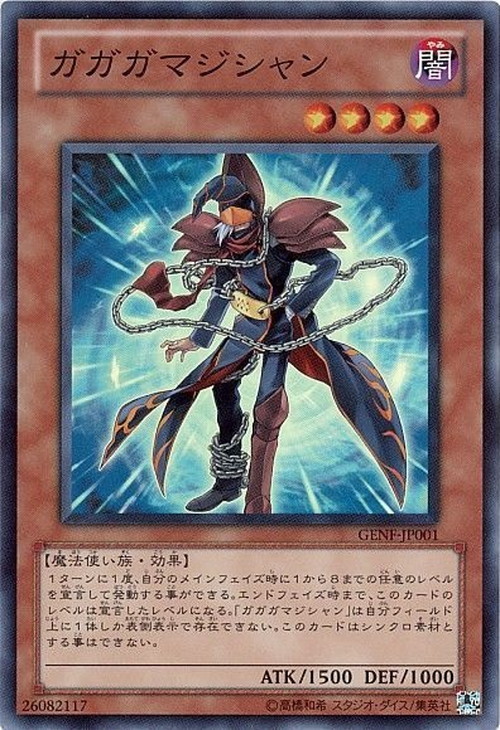 ガガガマジシャン
闇
やみ
GENF-JP001
【魔法使い族・効果】
1ターンに1度、自分のメインフェイズ時に1から8までの任意のレベル
を宣言して発動する事ができる。エンドフェイズ時まで、このカードの
レベルは宣言したレベルになる。「ガガガマジシャン」は自分フィールド
上に1体しか表側表示で存在できない。このカードはシンクロ素材と
する事はできない。
ATK/1500 DEF/1000
26082117
©高橋和希 スタジオ・ダイス/集英社